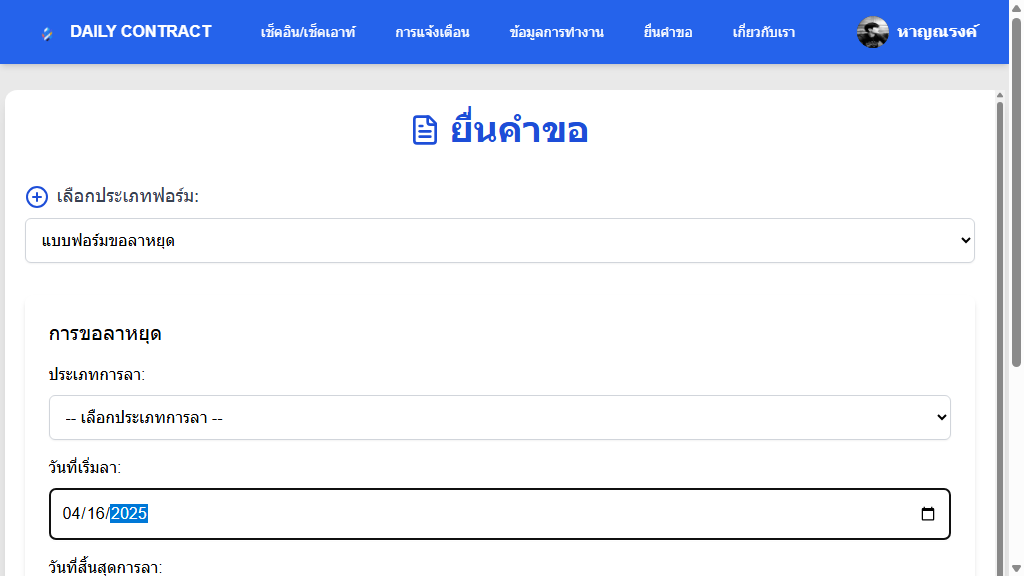 DAILY CONTRACT เช็คอิน/เช็คเอาท์ การแจ้งเตือน ข้อมูลการทำงาน ยื่นคำขอ เกี่ยวกับเรา หาญณรงค์
ยื่นคำขอ
เลือกประเภทฟอร์ม:
แบบฟอร์มขอลาหยุด
การขอลาหยุด
ประเภทการลา:
-- เลือกประเภทการลา --
วันที่เริ่มลา:
04/16/2025
วันที่สิ้นสุดการลา: